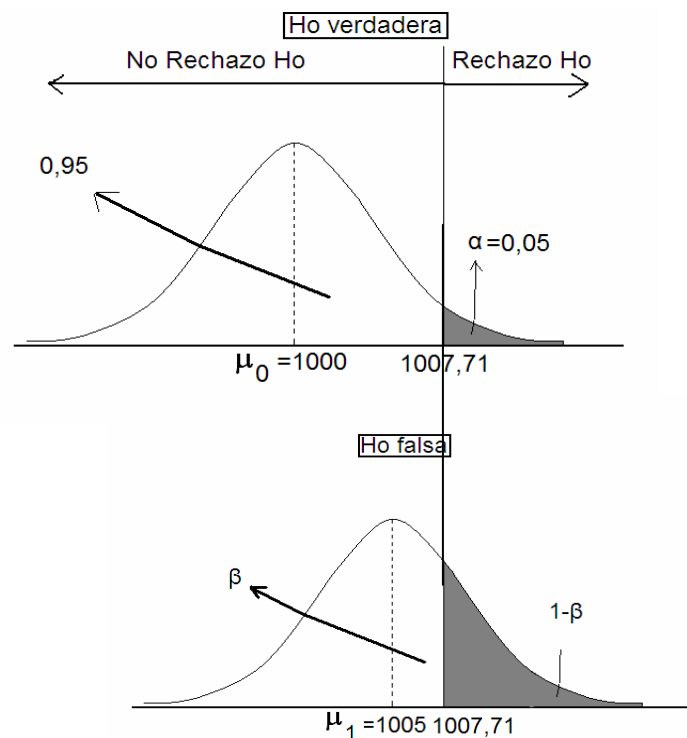 Ho verdadera
No Rechazo Ho
Rechazo Ho
0,95
α=0,05
μ0 =1000
1007,71
Ho falsa
β
1-β
μ1 =1005
1007,71